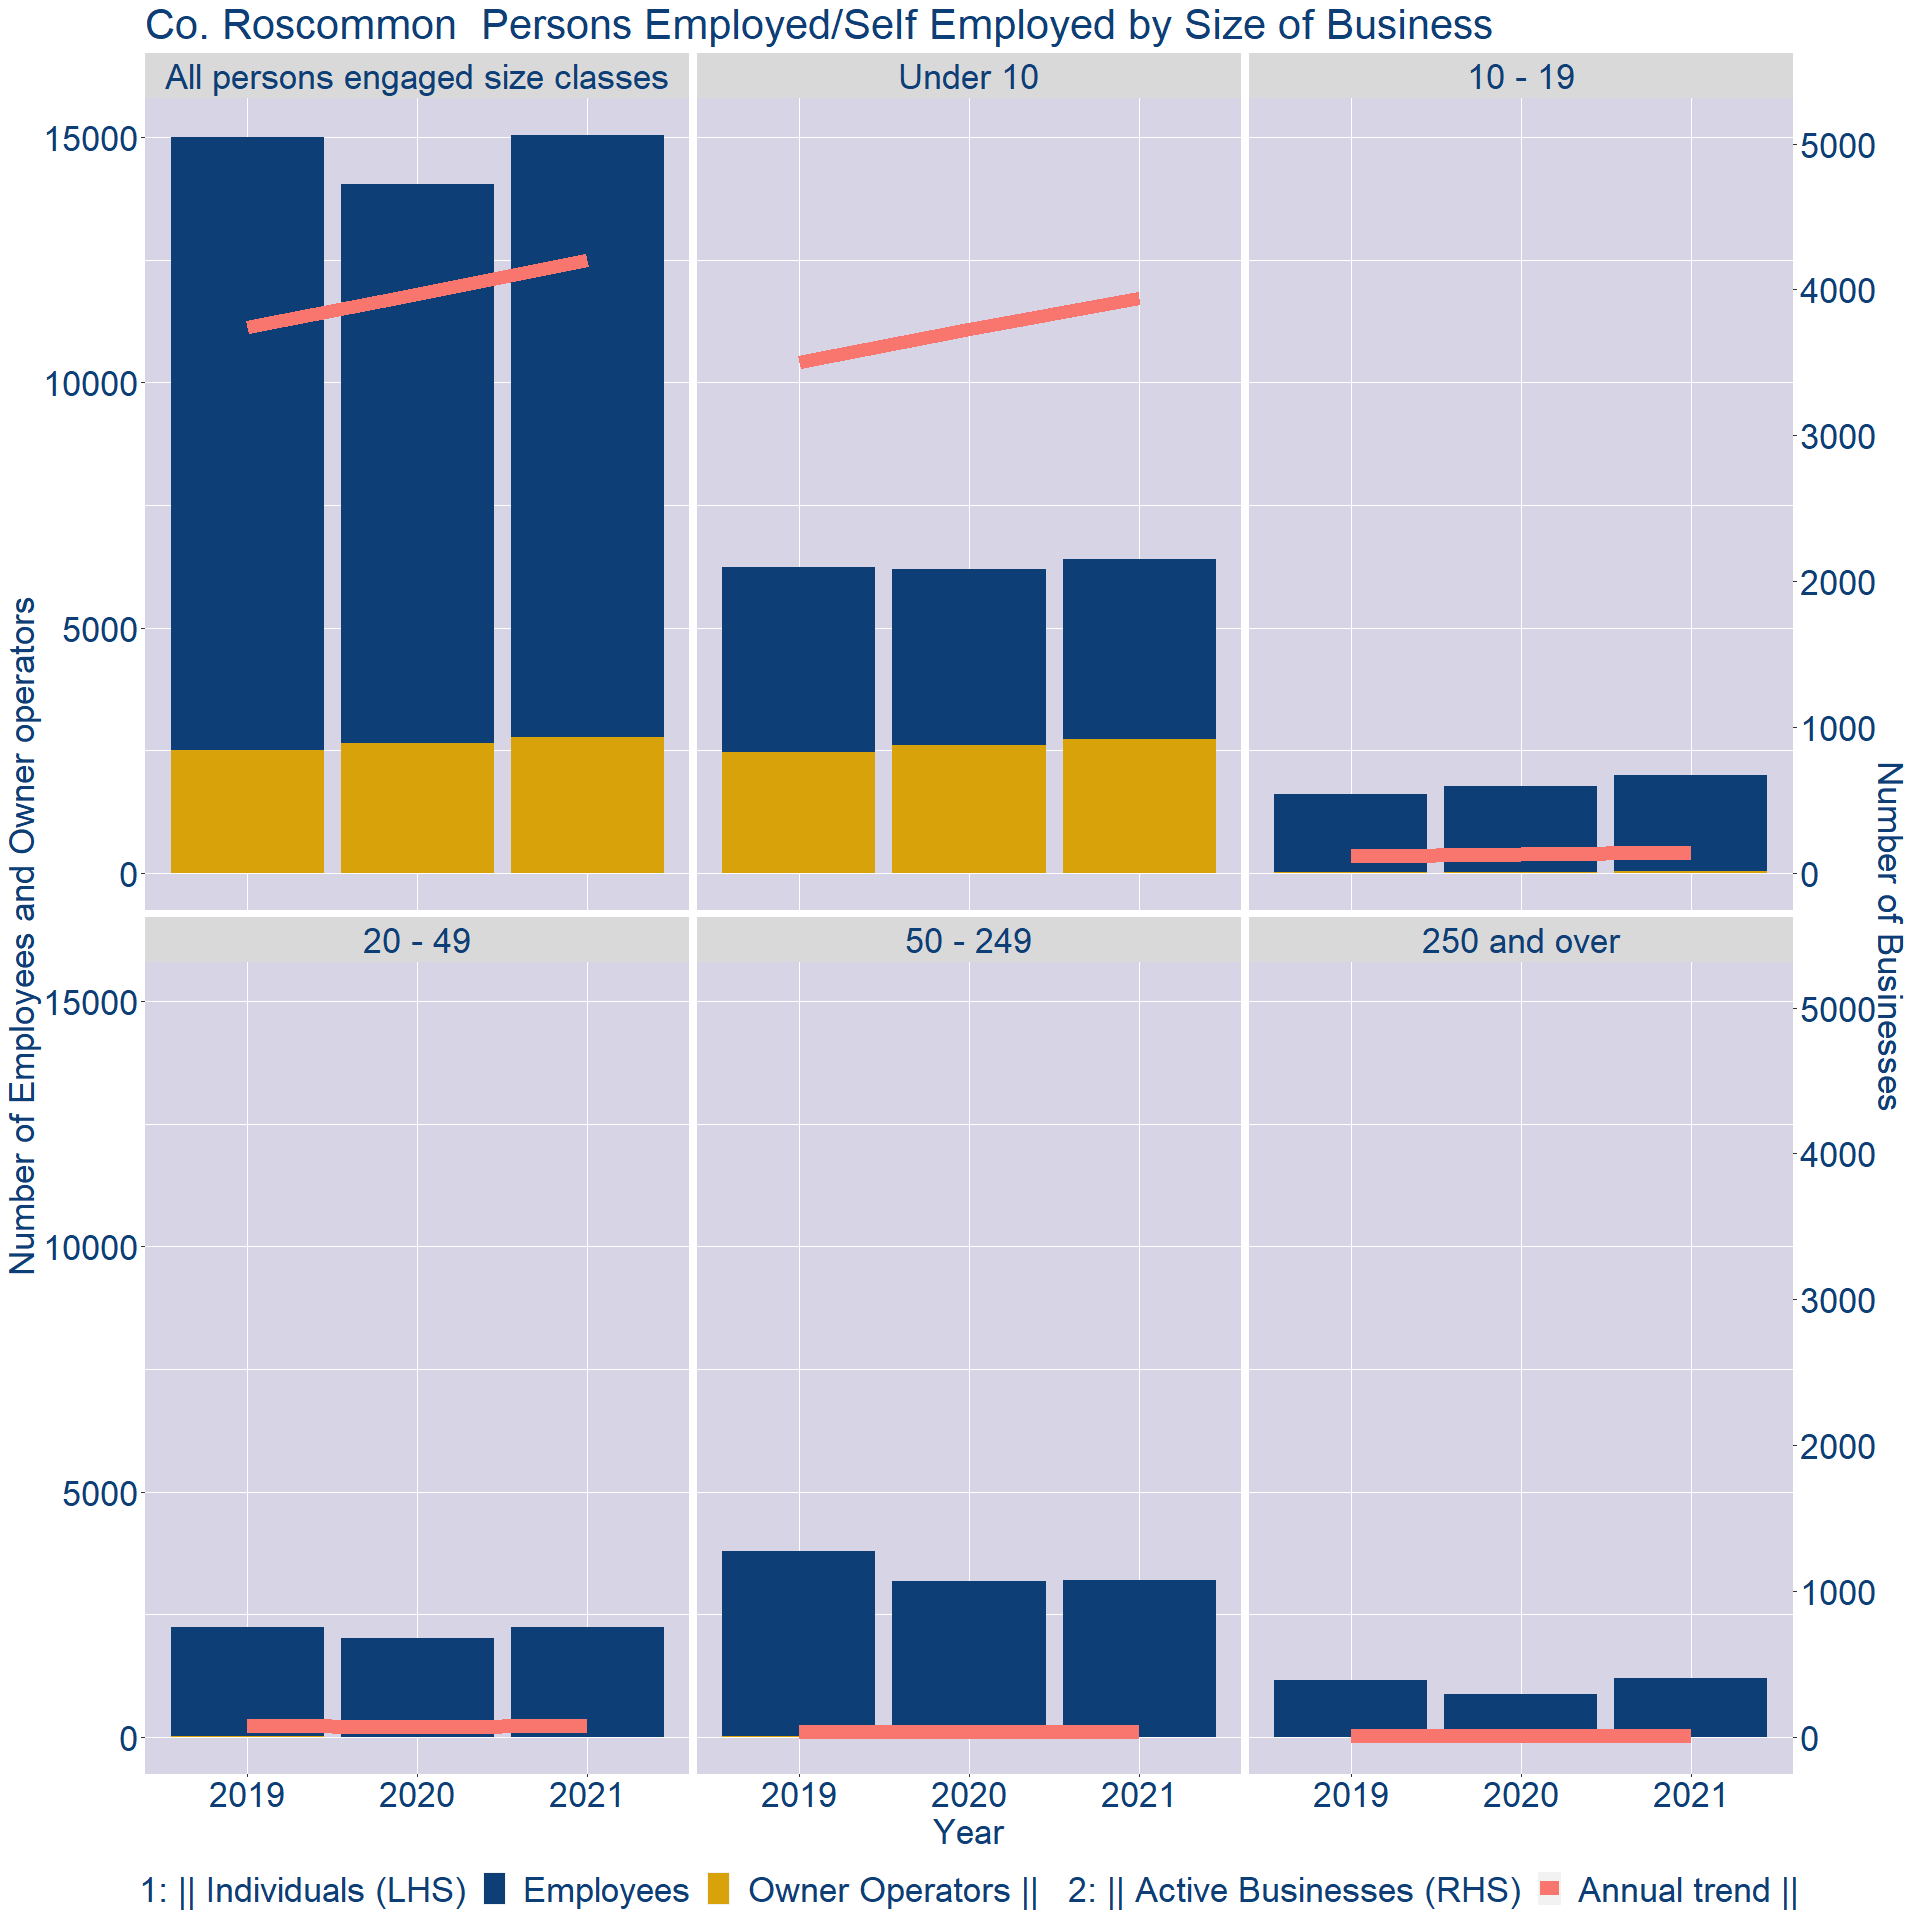 Co. Roscommon  Persons Employed/Self Employed by Size of Business
All persons engaged size classes
Under 10
10 - 19
15000
10000
5000
0
5000
4000
3000
2000
1000
0
20 - 49
50 - 249
250 and over
15000
10000
5000
0
5000
4000
3000
2000
1000
0
Number of Employees and Owner operators
Number of Businesses
2019 2020 2021
2019 2020 2021
2019 2020 2021
Year
1: || Individuals (LHS) Employees Owner Operators || 2: || Active Businesses (RHS) Annual trend ||